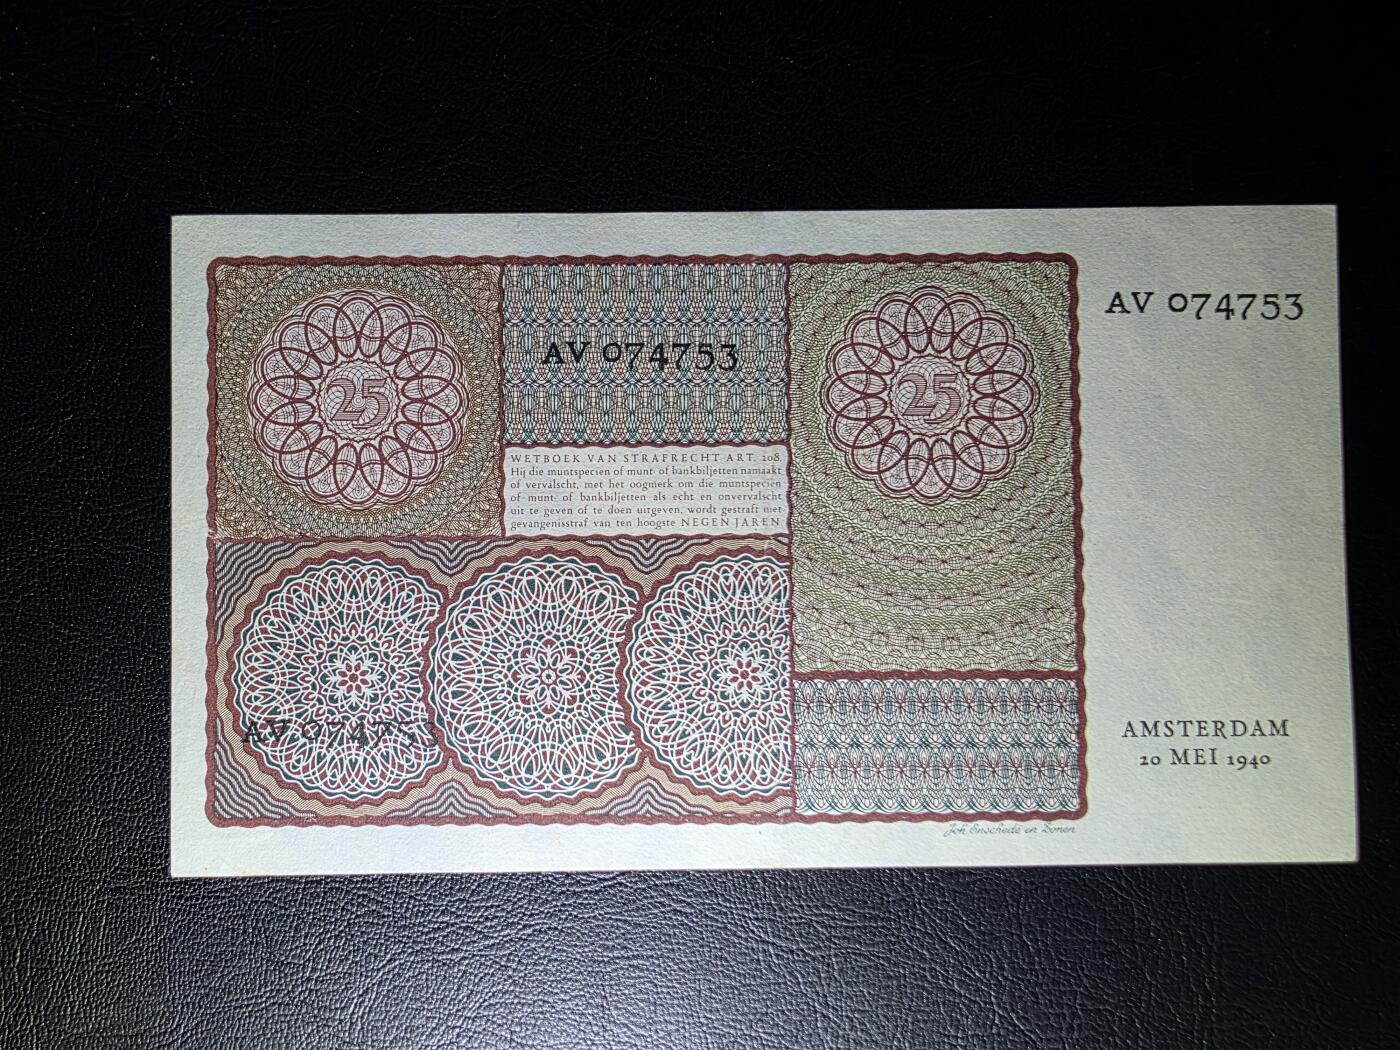 AV 074753
AV 074753
25
25
WETBOEK VAN STRAFRECHT ART. 208.
Hij die muntspeciën of munt- of bankbiljetten namaakt
of vervalscht, met het oogmerk om die muntspeciën
of munt- of bankbiljetten als echt en onvervalscht
uit te geven of te doen uitgeven, wordt gestraft met
gevangenisstraf van ten hoogste NEGEN JAREN
AV 074753
AMSTERDAM
20 MEI 1940
Joh. Enschedé en Zonen